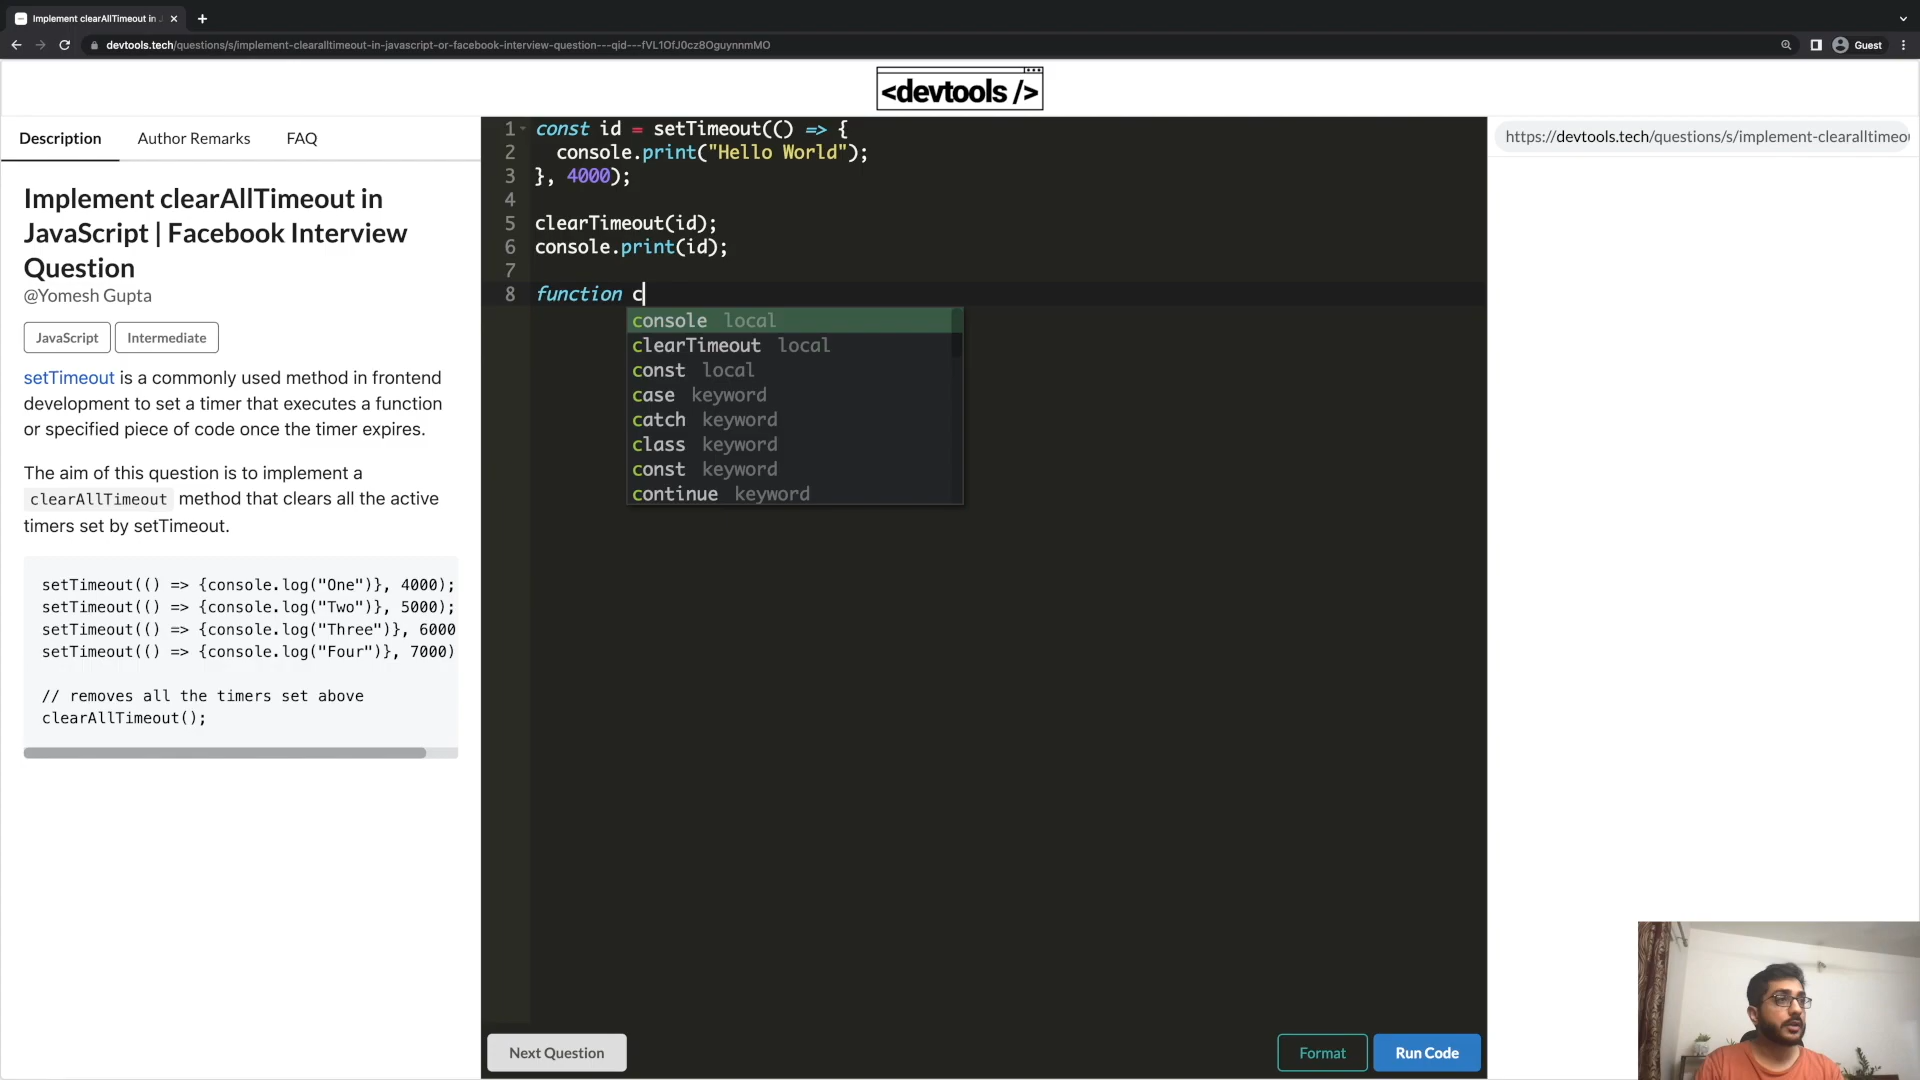 Implement clearAllTimeout in
devtools.tech/questions/s/implement-clearalltimeout-in-javascript-or-facebook-interview-question---qid---fVL1OfJ0cz8OguynnmMO
Guest
<devtools />
Description
Author Remarks
FAQ
Implement clearAllTimeout in
JavaScript | Facebook Interview
Question
@Yomesh Gupta
JavaScript
Intermediate
setTimeout is a commonly used method in frontend
development to set a timer that executes a function
or specified piece of code once the timer expires.
The aim of this question is to implement a
clearAllTimeout method that clears all the active
timers set by setTimeout.
setTimeout(() => {console.log("One")}, 4000);
setTimeout(() => {console.log("Two")}, 5000);
setTimeout(() => {console.log("Three")}, 6000
setTimeout(() => {console.log("Four")}, 7000)
// removes all the timers set above
clearAllTimeout();
1 const id = setTimeout(() => {
2 console.print("Hello World");
3 }, 4000);
4
5 clearTimeout(id);
6 console.print(id);
7
8 function c
console local
clearTimeout local
const local
case keyword
catch keyword
class keyword
const keyword
continue keyword
Next Question
Format
Run Code
https://devtools.tech/questions/s/implement-clearalltimeo